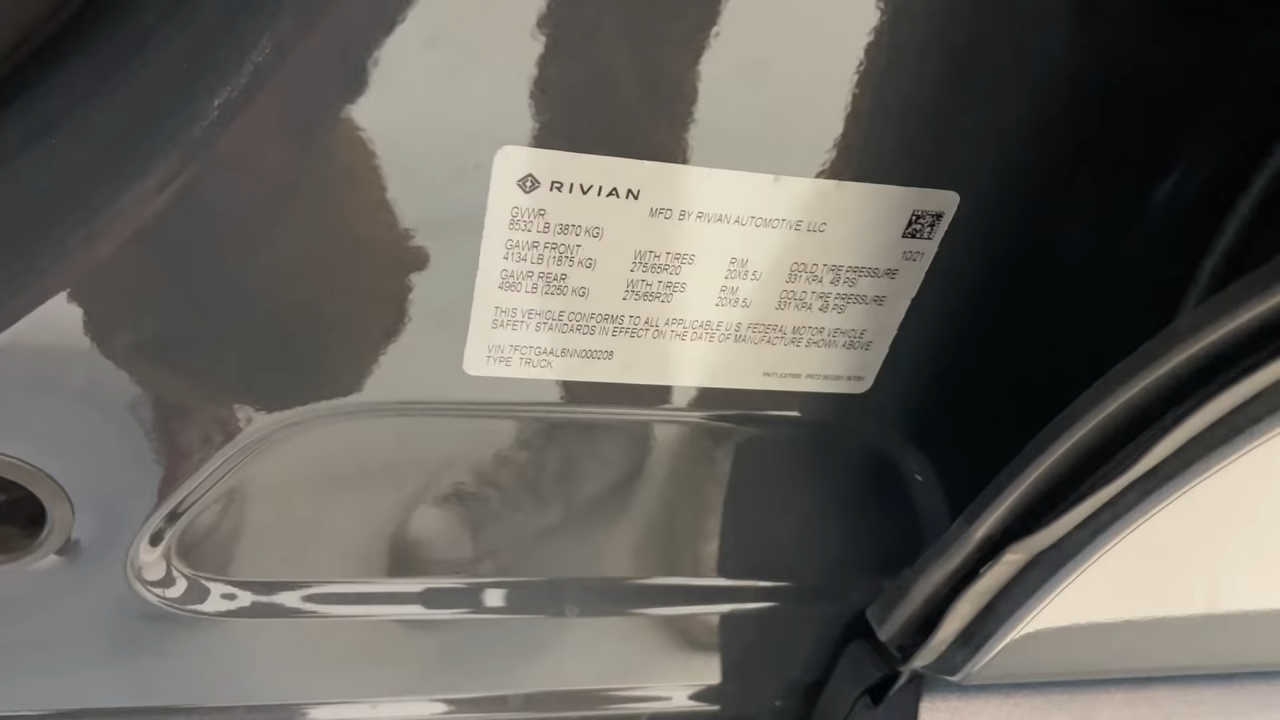 RIVIAN
MFD. BY RIVIAN AUTOMOTIVE, LLC
GVWR:
8532 LB (3870 KG)
10/21
GAWR FRONT: WITH TIRES RIM COLD TIRE PRESSURE
4134 LB (1875 KG) 275/65R20 20X8.5J 331 KPA, 48 PSI
GAWR REAR: WITH TIRES RIM COLD TIRE PRESSURE
4960 LB (2250 KG) 275/65R20 20X8.5J 331 KPA, 48 PSI
THIS VEHICLE CONFORMS TO ALL APPLICABLE U.S. FEDERAL MOTOR VEHICLE
SAFETY STANDARDS IN EFFECT ON THE DATE OF MANUFACTURE SHOWN ABOVE
VIN 7FCTGAAL6NN000208
TYPE: TRUCK